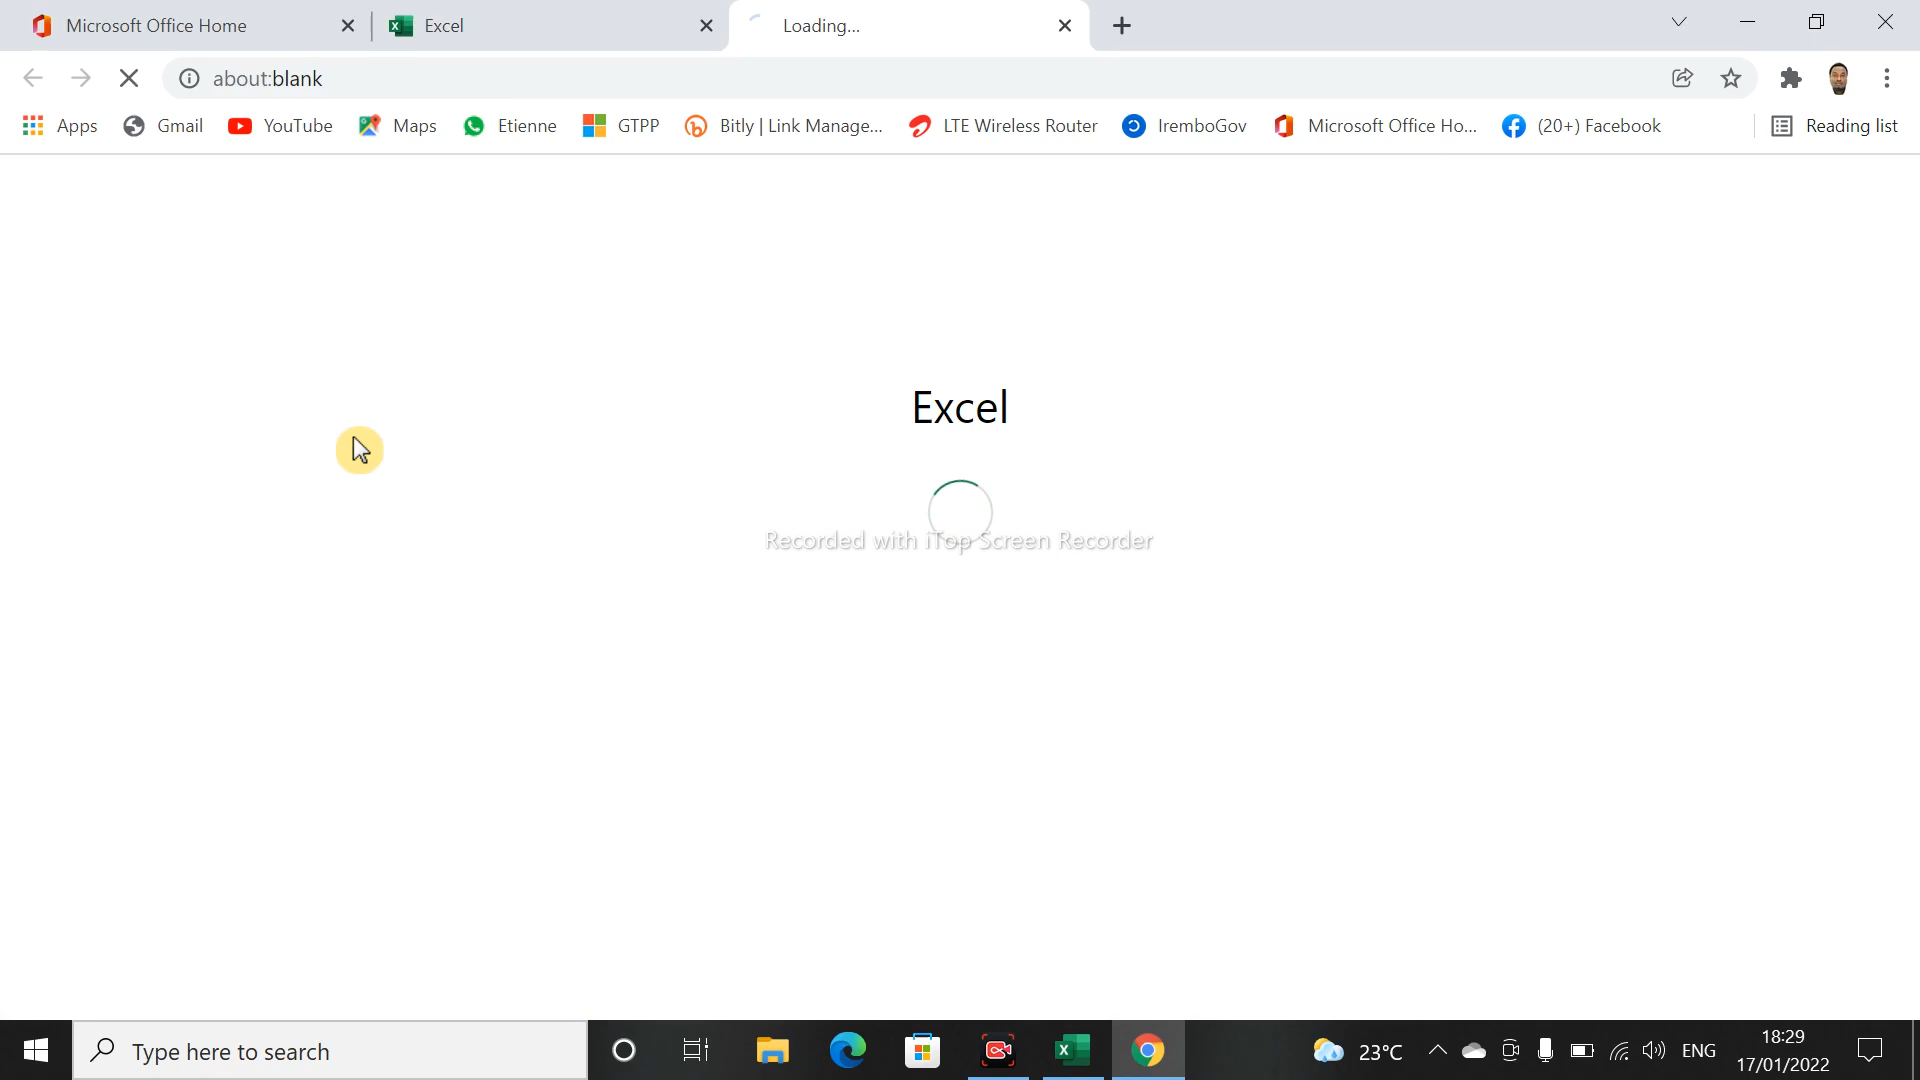 Microsoft Office Home
Excel
Loading...
about:blank
Apps
Gmail
YouTube
Maps
Etienne
GTPP
Bitly | Link Manage...
LTE Wireless Router
IremboGov
Microsoft Office Ho...
(20+) Facebook
Reading list
Excel
Recorded with iTop Screen Recorder
Type here to search
23°C
ENG
18:29
17/01/2022